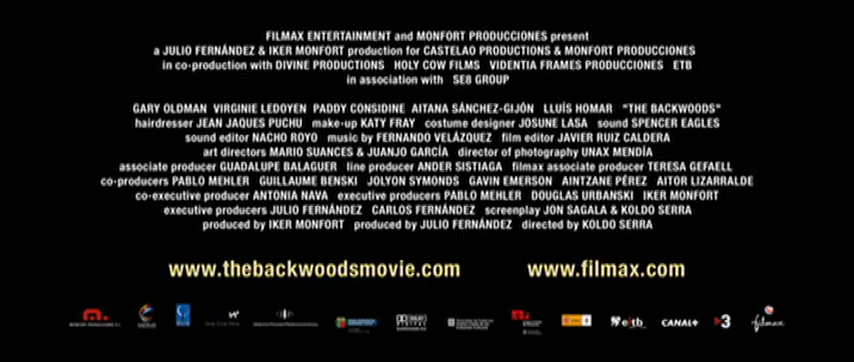 FILMAX ENTERTAINMENT and MONFORT PRODUCCIONES present
a JULIO FERNÁNDEZ & IKER MONFORT production for CASTELAO PRODUCTIONS & MONFORT PRODUCCIONES
in co-production with DIVINE PRODUCTIONS HOLY COW FILMS VIDENTIA FRAMES PRODUCCIONES ETB
in association with SE8 GROUP
GARY OLDMAN VIRGINIE LEDOYEN PADDY CONSIDINE AITANA SÁNCHEZ-GIJÓN LLUÍS HOMAR "THE BACKWOODS"
hairdresser JEAN JAQUES PUCHU make-up KATY FRAY costume designer JOSUNE LASA sound SPENCER EAGLES
sound editor NACHO ROYO music by FERNANDO VELÁZQUEZ film editor JAVIER RUIZ CALDERA
art directors MARIO SUANCES & JUANJO GARCÍA director of photography UNAX MENDÍA
associate producer GUADALUPE BALAGUER line producer ANDER SISTIAGA filmax associate producer TERESA GEFAELL
co-producers PABLO MEHLER GUILLAUME BENSKI JOLYON SYMONDS GAVIN EMERSON AINTZANE PÉREZ AITOR LIZARRALDE
co-executive producer ANTONIA NAVA executive producers PABLO MEHLER DOUGLAS URBANSKI IKER MONFORT
executive producers JULIO FERNÁNDEZ CARLOS FERNÁNDEZ screenplay JON SAGALA & KOLDO SERRA
produced by IKER MONFORT produced by JULIO FERNÁNDEZ directed by KOLDO SERRA
www.thebackwoodsmovie.com www.filmax.com
DOLBY DIGITAL eitb CANAL+ 3 filmax